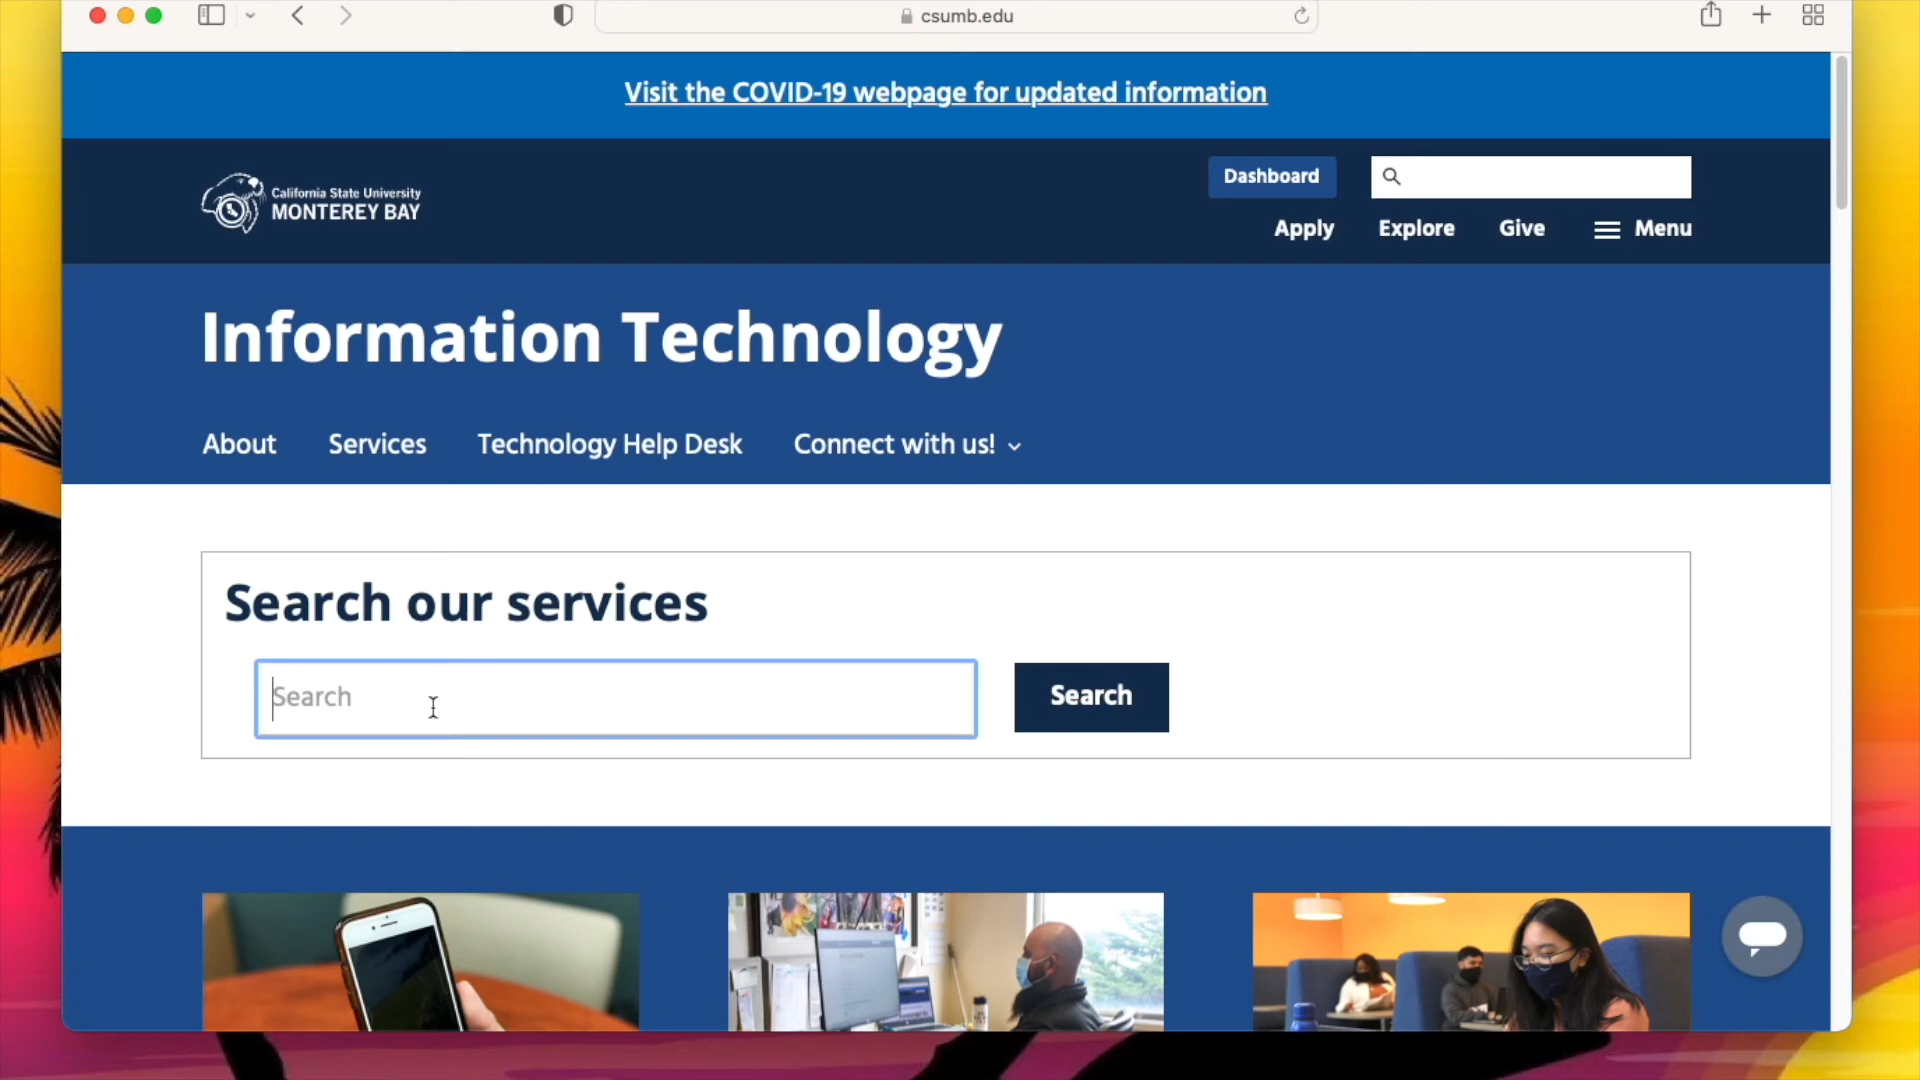 csumb.edu
Visit the COVID-19 webpage for updated information
California State University
MONTEREY BAY
Dashboard
Apply
Explore
Give
Menu
Information Technology
About
Services
Technology Help Desk
Connect with us!
Search our services
Search
Search